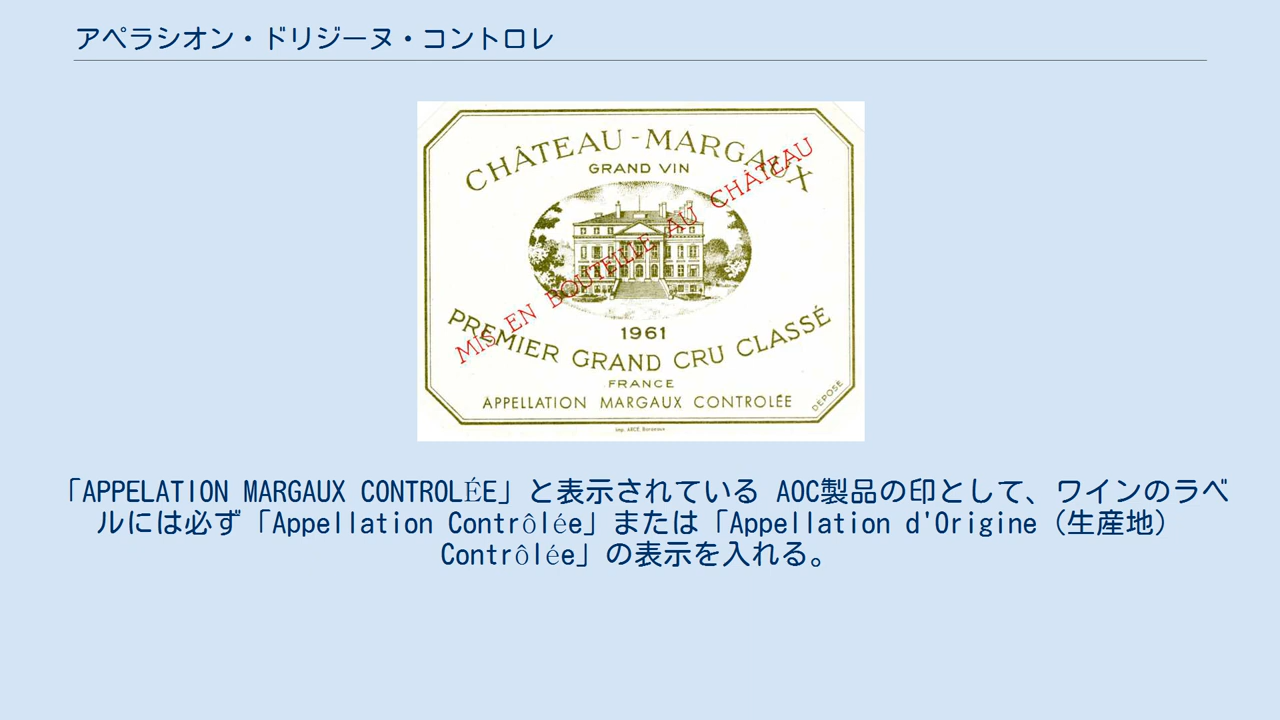 アペラシオン・ドリジーヌ・コントロレ
CHÂTEAU-MARGAUX
GRAND VIN
MIS EN BOUTEILLE AU CHÂTEAU
1961
PREMIER GRAND CRU CLASSÉ
FRANCE
APPELLATION MARGAUX CONTROLÉE
DÉPOSÉ
Imp. ARCÉ, Bordeaux
「APPELATION MARGAUX CONTROLÉE」と表示されている AOC製品の印として、ワインのラベ
ルには必ず「Appellation Contrôlée」または「Appellation d'Origine（生産地）
Contrôlée」の表示を入れる。